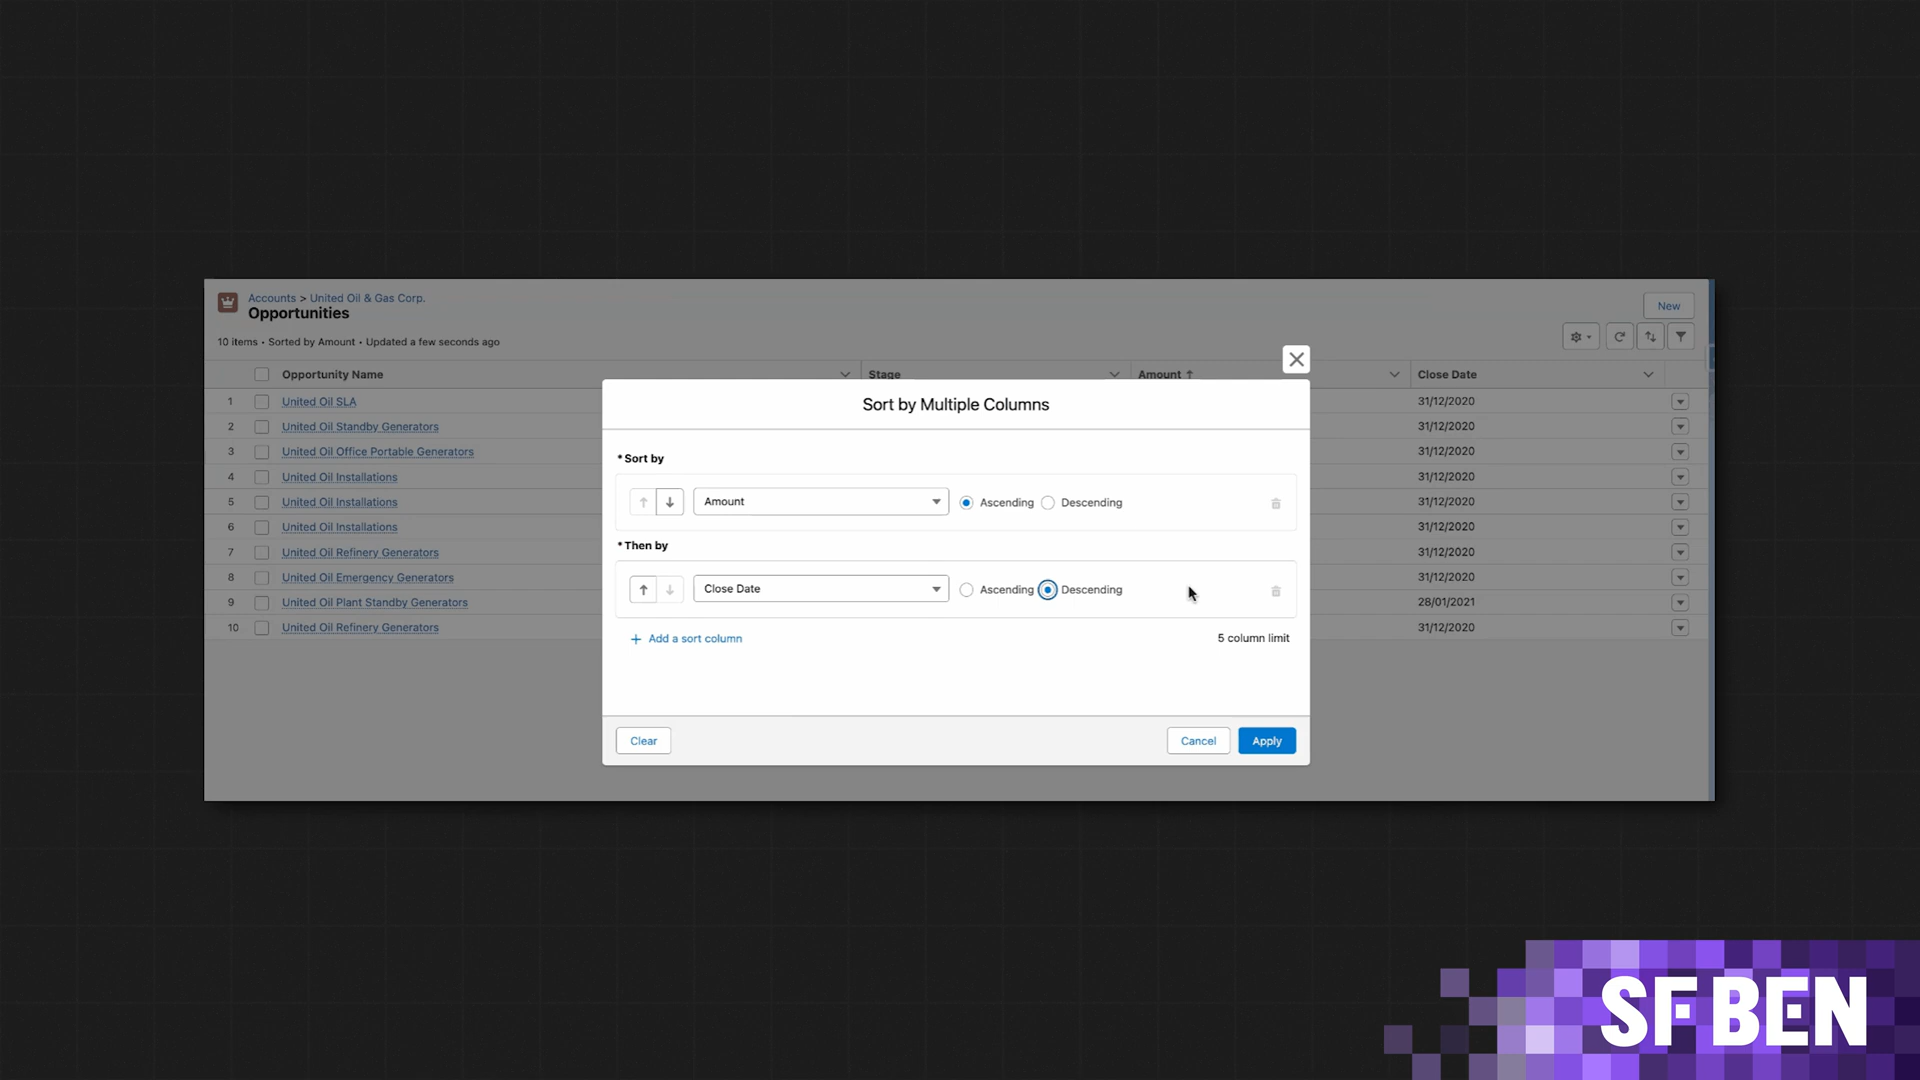 Accounts > United Oil & Gas Corp.
Opportunities
New
10 items • Sorted by Amount • Updated a few seconds ago
Opportunity Name Stage Amount ↑ Close Date
1 United Oil SLA 31/12/2020
2 United Oil Standby Generators 31/12/2020
3 United Oil Office Portable Generators 31/12/2020
4 United Oil Installations 31/12/2020
5 United Oil Installations 31/12/2020
6 United Oil Installations 31/12/2020
7 United Oil Refinery Generators 31/12/2020
8 United Oil Emergency Generators 31/12/2020
9 United Oil Plant Standby Generators 28/01/2021
10 United Oil Refinery Generators 31/12/2020
Sort by Multiple Columns
* Sort by
Amount Ascending Descending
* Then by
Close Date Ascending Descending
+ Add a sort column 5 column limit
Clear Cancel Apply
SF BEN